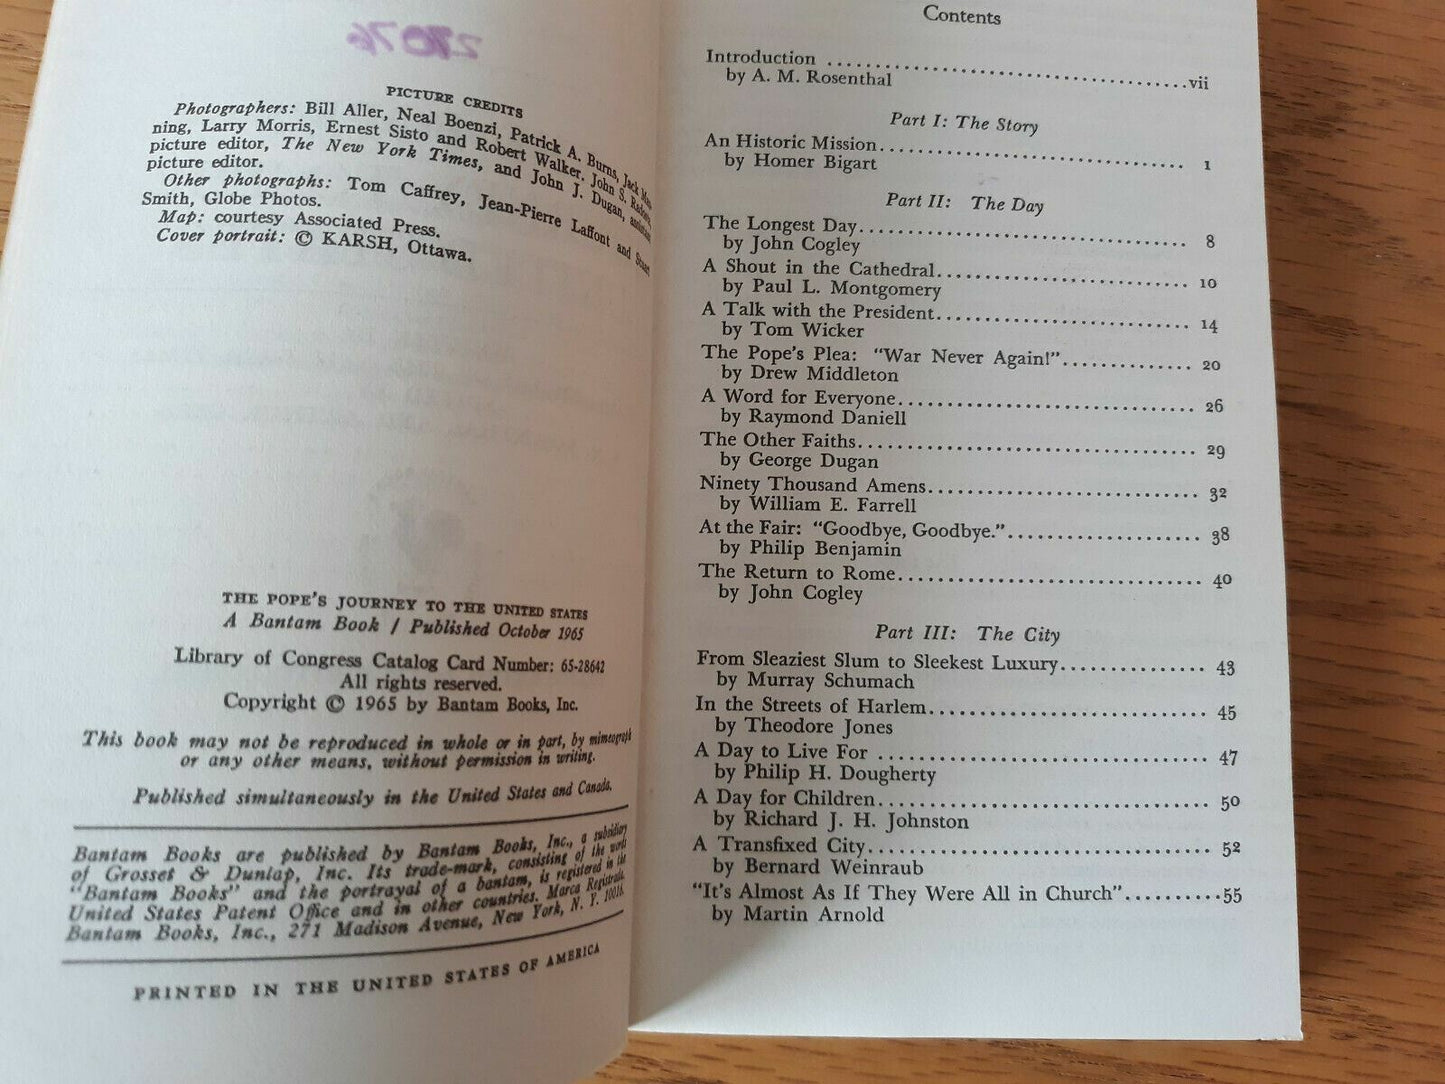 27076
PICTURE CREDITS
Photographers: Bill Aller, Neal Boenzi, Patrick A. Burns, Jack Man-
ning, Larry Morris, Ernest Sisto and Robert Walker. John S. Radosta,
picture editor, The New York Times, and John J. Dugan, assistant
picture editor.
Other photographs: Tom Caffrey, Jean-Pierre Laffont and Stuart
Smith, Globe Photos.
Map: courtesy Associated Press.
Cover portrait: © KARSH, Ottawa.
THE POPE'S JOURNEY TO THE UNITED STATES
A Bantam Book / Published October 1965
Library of Congress Catalog Card Number: 65-28642
All rights reserved.
Copyright © 1965 by Bantam Books, Inc.
This book may not be reproduced in whole or in part, by mimeograph
or any other means, without permission in writing.
Published simultaneously in the United States and Canada.
Bantam Books are published by Bantam Books, Inc., a subsidiary
of Grosset & Dunlap, Inc. Its trade-mark, consisting of the words
"Bantam Books" and the portrayal of a bantam, is registered in the
United States Patent Office and in other countries. Marca Registrada.
Bantam Books, Inc., 271 Madison Avenue, New York, N. Y. 10016.
PRINTED IN THE UNITED STATES OF AMERICA
Contents
Introduction ........................................vii
by A. M. Rosenthal
Part I: The Story
An Historic Mission.................................. 1
by Homer Bigart
Part II: The Day
The Longest Day.................................... 8
by John Cogley
A Shout in the Cathedral........................... 10
by Paul L. Montgomery
A Talk with the President.......................... 14
by Tom Wicker
The Pope's Plea: "War Never Again!".............. 20
by Drew Middleton
A Word for Everyone............................... 26
by Raymond Daniell
The Other Faiths.................................... 29
by George Dugan
Ninety Thousand Amens............................ 32
by William E. Farrell
At the Fair: "Goodbye, Goodbye."................... 38
by Philip Benjamin
The Return to Rome................................ 40
by John Cogley
Part III: The City
From Sleaziest Slum to Sleekest Luxury............... 43
by Murray Schumach
In the Streets of Harlem............................. 45
by Theodore Jones
A Day to Live For .................................. 47
by Philip H. Dougherty
A Day for Children.................................. 50
by Richard J. H. Johnston
A Transfixed City................................... 52
by Bernard Weinraub
"It's Almost As If They Were All in Church"..........55
by Martin Arnold